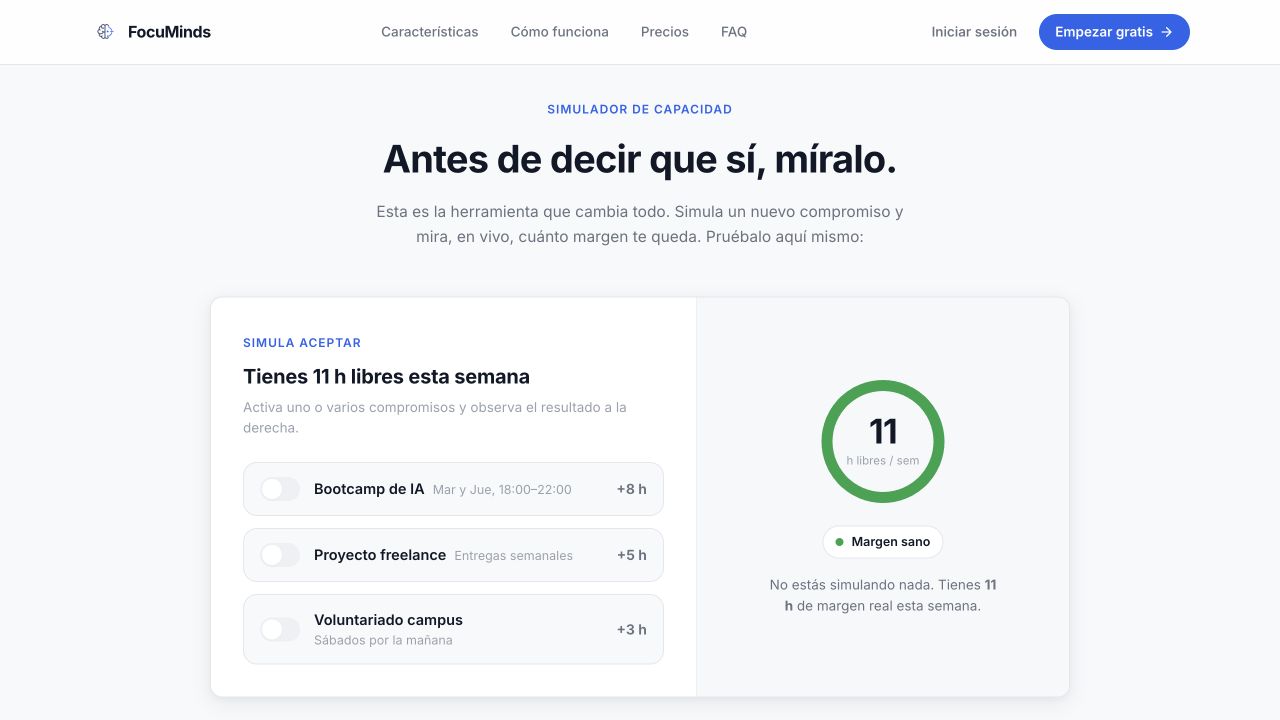 FocuMinds
Características
Cómo funciona
Precios
FAQ
Iniciar sesión
Empezar gratis →
SIMULADOR DE CAPACIDAD
Antes de decir que sí, míralo.
Esta es la herramienta que cambia todo. Simula un nuevo compromiso y
mira, en vivo, cuánto margen te queda. Pruébalo aquí mismo:
SIMULA ACEPTAR
Tienes 11 h libres esta semana
Activa uno o varios compromisos y observa el resultado a la
derecha.
Bootcamp de IA Mar y Jue, 18:00–22:00 +8 h
Proyecto freelance Entregas semanales +5 h
Voluntariado campus
Sábados por la mañana
+3 h
11
h libres / sem
Margen sano
No estás simulando nada. Tienes 11
h de margen real esta semana.